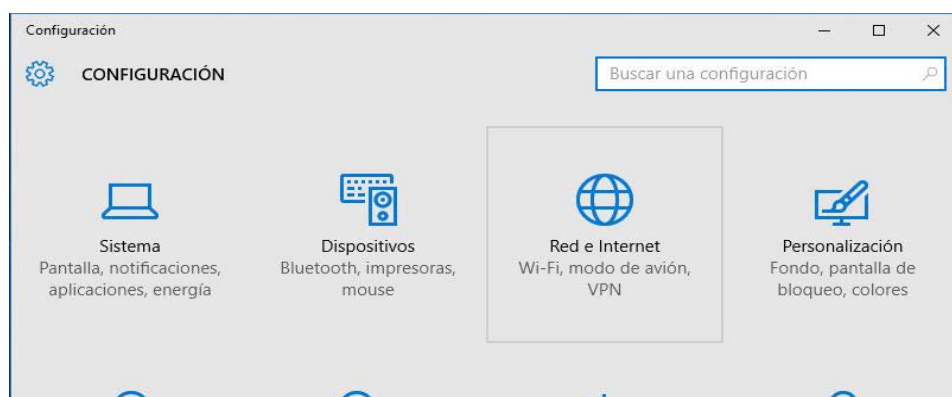 Configuración
CONFIGURACIÓN
Buscar una configuración
Sistema
Pantalla, notificaciones,
aplicaciones, energía
Dispositivos
Bluetooth, impresoras,
mouse
Red e Internet
Wi-Fi, modo de avión,
VPN
Personalización
Fondo, pantalla de
bloqueo, colores